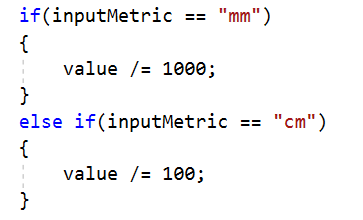 if(inputMetric == "mm")
{
    value /= 1000;
}
else if(inputMetric == "cm")
{
    value /= 100;
}